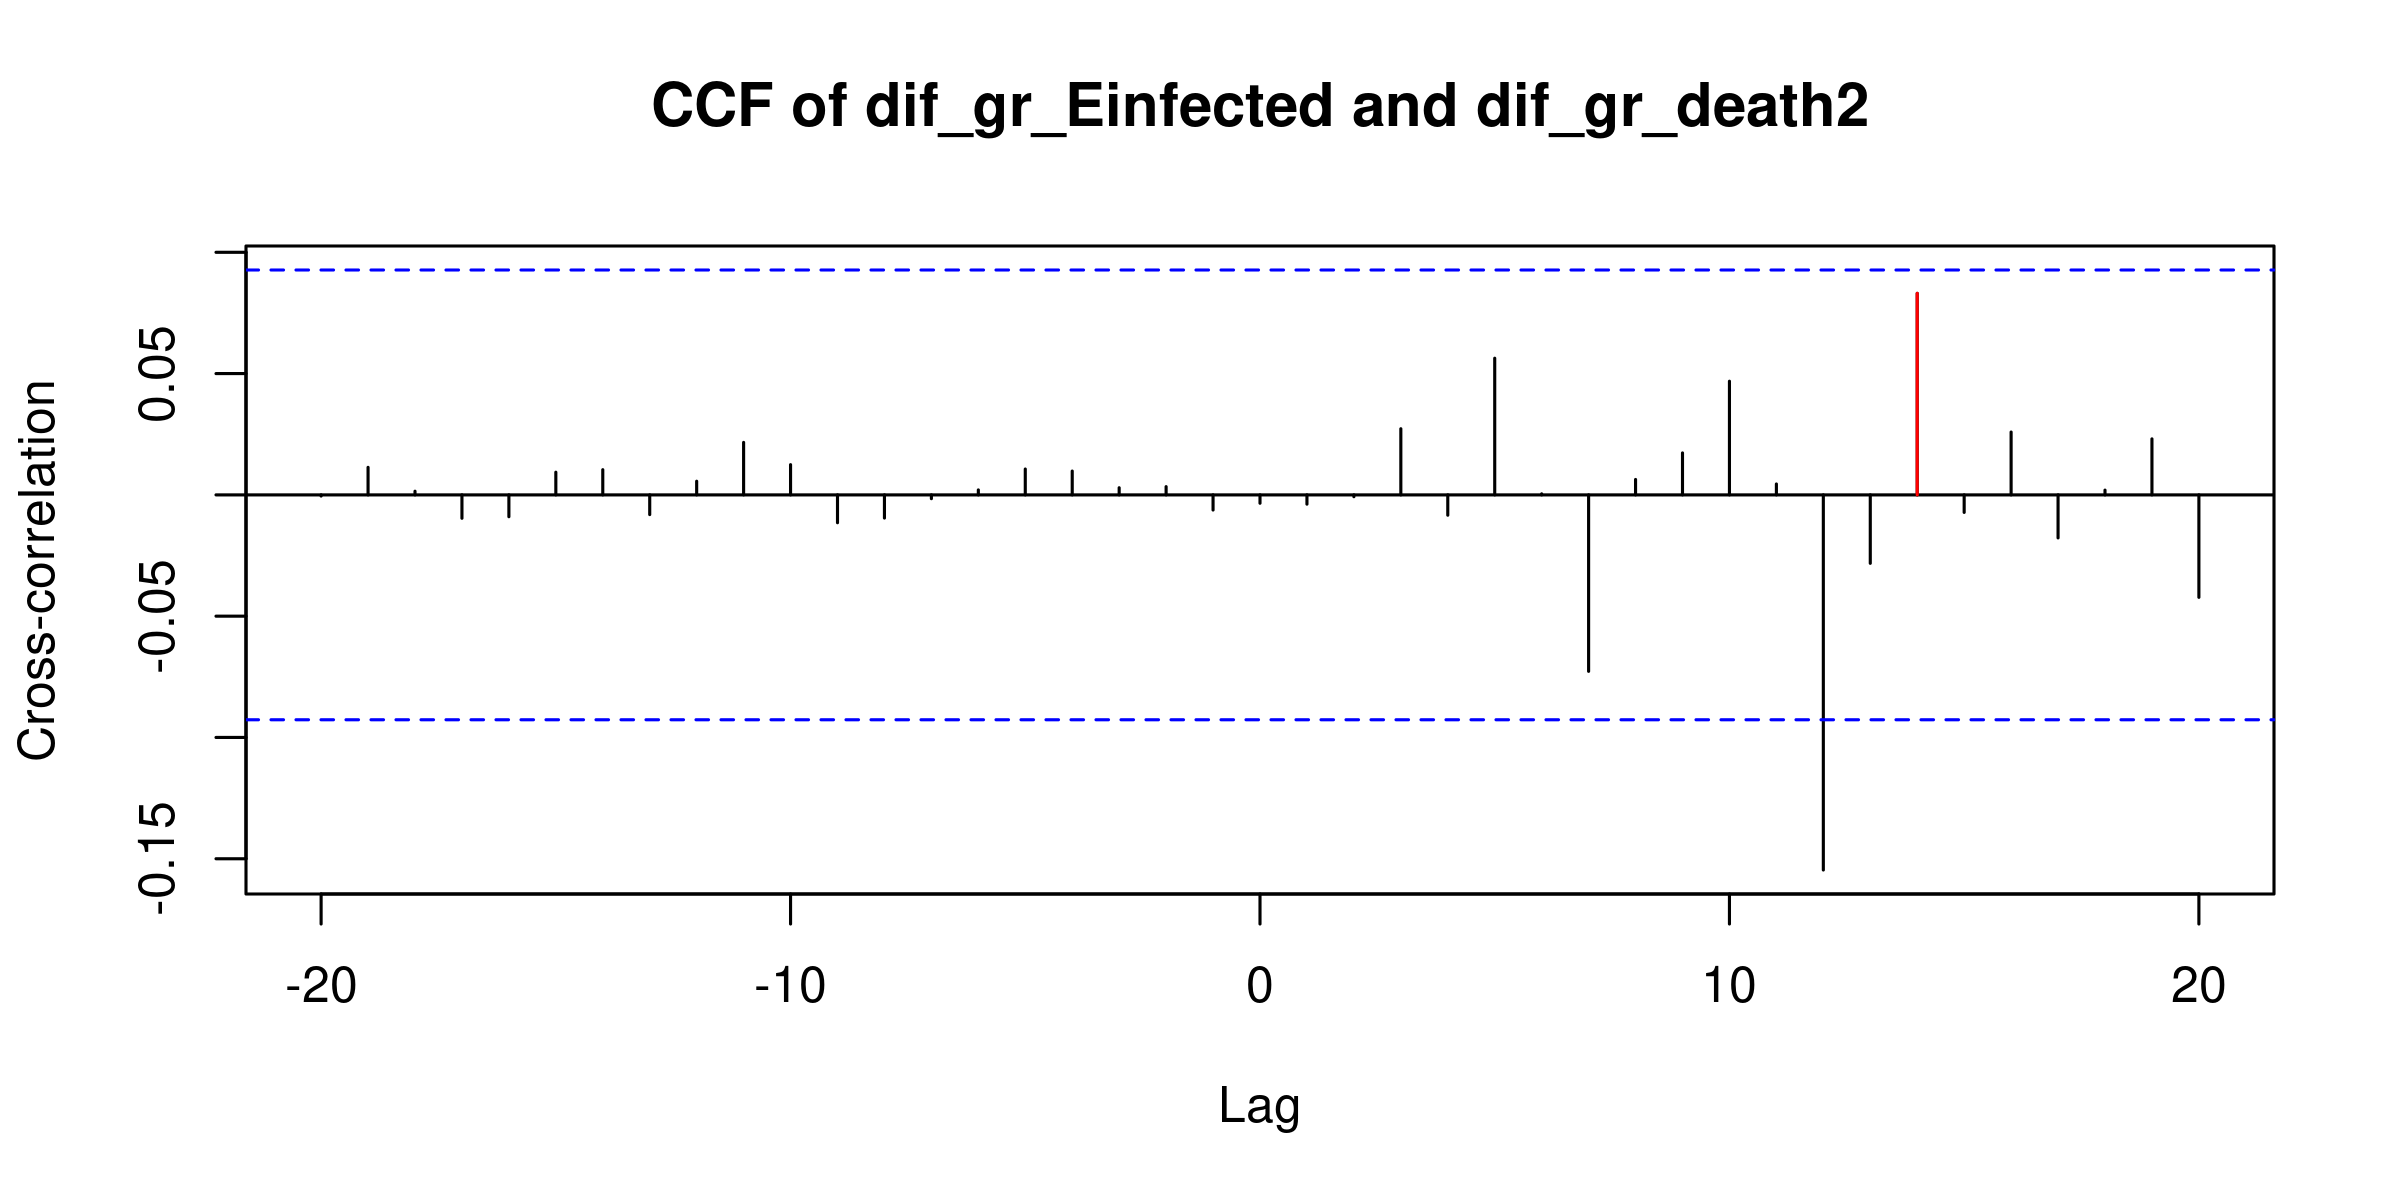 CCF of dif_gr_Einfected and dif_gr_death2
Cross-correlation
0.05
-0.05
-0.15
-20
-10
0
10
20
Lag